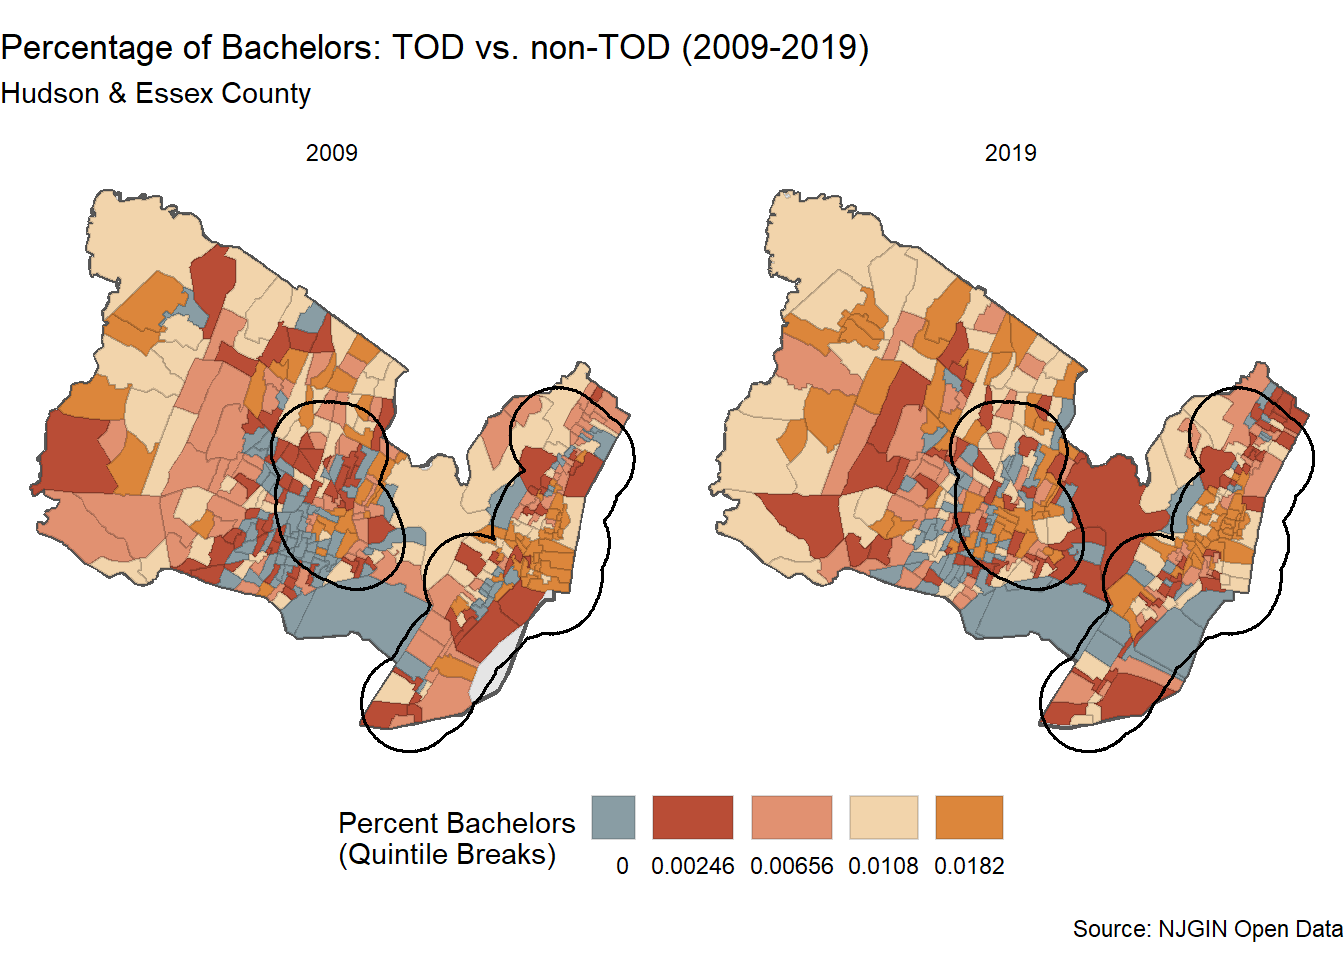 Percentage of Bachelors: TOD vs. non-TOD (2009-2019)
Hudson & Essex County
2009
2019
Percent Bachelors
(Quintile Breaks)
0
0.00246
0.00656
0.0108
0.0182
Source: NJGIN Open Data